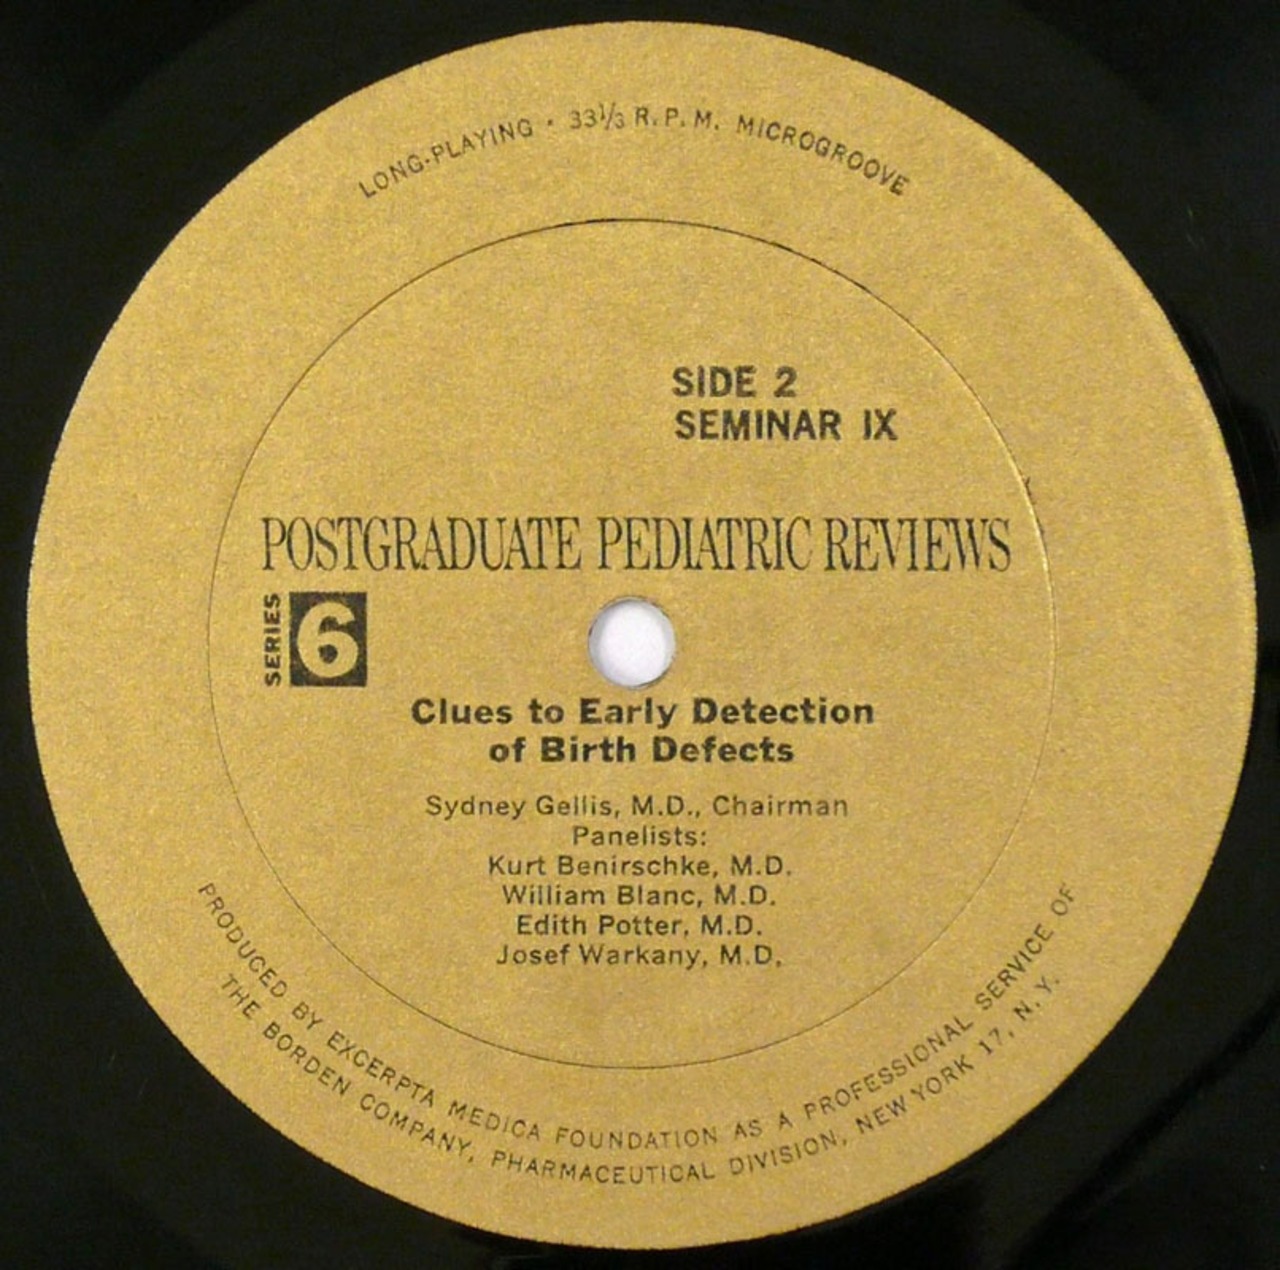 LONG-PLAYING • 33⅓ R.P.M. MICROGROOVE
SIDE 2
SEMINAR IX
POSTGRADUATE PEDIATRIC REVIEWS
SERIES 6
Clues to Early Detection
of Birth Defects
Sydney Gellis, M.D., Chairman
Panelists:
Kurt Benirschke, M.D.
William Blanc, M.D.
Edith Potter, M.D.
Josef Warkany, M.D.
PRODUCED BY EXCERPTA MEDICA FOUNDATION AS A PROFESSIONAL SERVICE OF
THE BORDEN COMPANY, PHARMACEUTICAL DIVISION, NEW YORK 17, N.Y.